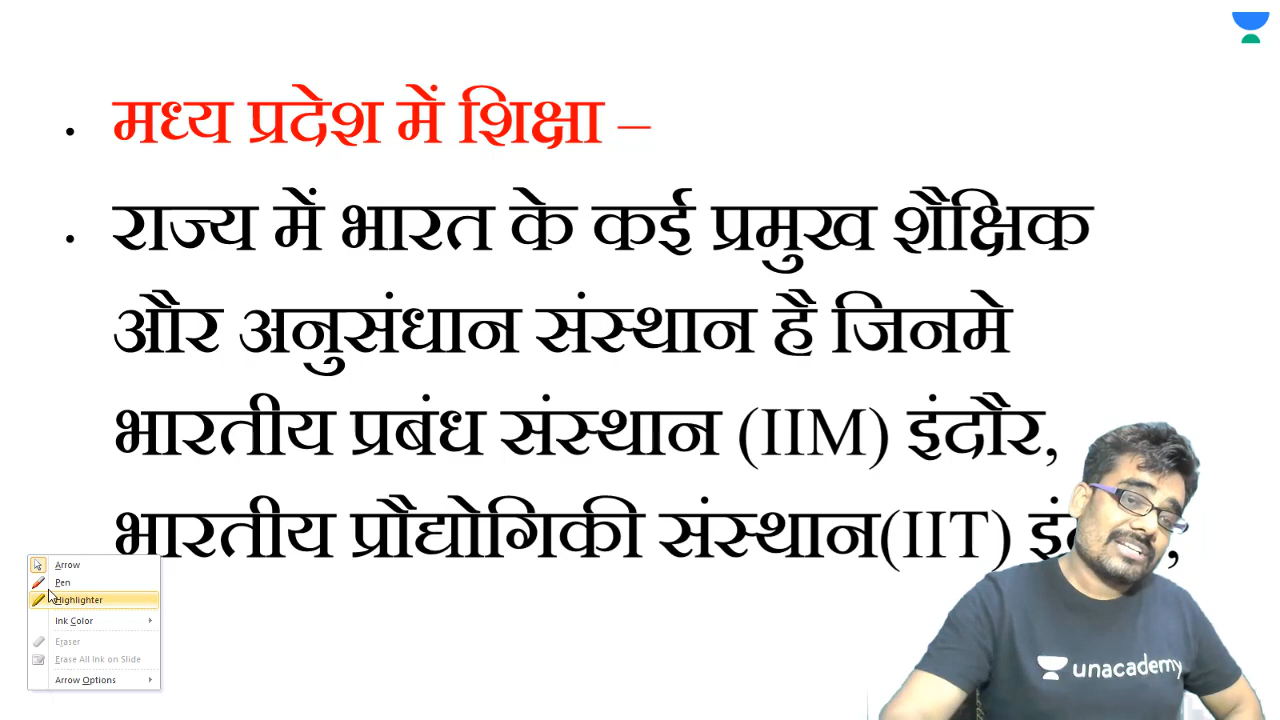 मध्य प्रदेश में शिक्षा –
राज्य में भारत के कई प्रमुख शैक्षिक
और अनुसंधान संस्थान है जिनमे
भारतीय प्रबंध संस्थान (IIM) इंदौर,
भारतीय प्रौद्योगिकी संस्थान(IIT)
Arrow
Pen
Highlighter
Ink Color
Eraser
Erase All Ink on Slide
Arrow Options
unacademy